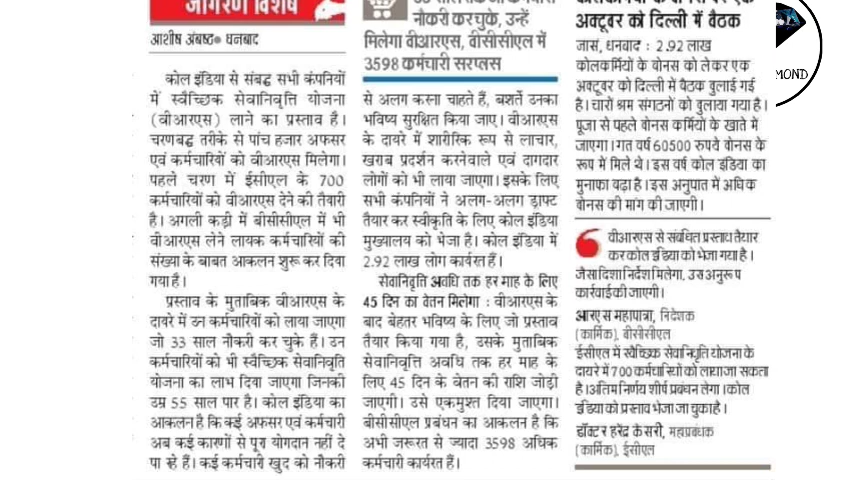 जागरण विशेष
आशीष अंबष्ठ● धनबाद
कोल इंडिया से संबद्ध सभी कंपनियों
में स्वैच्छिक सेवानिवृत्ति योजना
(वीआरएस) लाने का प्रस्ताव है।
चरणबद्ध तरीके से पांच हजार अफसर
एवं कर्मचारियों को वीआरएस मिलेगा।
पहले चरण में ईसीएल के 700
कर्मचारियों को वीआरएस देने की तैयारी
है। अगली कड़ी में बीसीसीएल में भी
वीआरएस लेने लायक कर्मचारियों की
संख्या के बाबत आकलन शुरू कर दिया
गया है।
प्रस्ताव के मुताबिक वीआरएस के
दायरे में उन कर्मचारियों को लाया जाएगा
जो 33 साल नौकरी कर चुके हैं। उन
कर्मचारियों को भी स्वैच्छिक सेवानिवृति
योजना का लाभ दिया जाएगा जिनकी
उम्र 55 साल पार है। कोल इंडिया का
आकलन है कि कई अफसर एवं कर्मचारी
अब कई कारणों से पूरा योगदान नहीं दे
पा रहे हैं। कई कर्मचारी खुद को नौकरी
नौकरी कर चुके, उन्हें
मिलेगा वीआरएस, बीसीसीएल में
3598 कर्मचारी सरप्लस
से अलग करना चाहते हैं, बशर्ते उनका
भविष्य सुरक्षित किया जाए। वीआरएस
के दायरे में शारीरिक रूप से लाचार,
खराब प्रदर्शन करनेवाले एवं दागदार
लोगों को भी लाया जाएगा। इसके लिए
सभी कंपनियों ने अलग-अलग ड्राफ्ट
तैयार कर स्वीकृति के लिए कोल इंडिया
मुख्यालय को भेजा है। कोल इंडिया में
2.92 लाख लोग कार्यरत हैं।
सेवानिवृत्ति अवधि तक हर माह के लिए
45 दिन का वेतन मिलेगा : वीआरएस के
बाद बेहतर भविष्य के लिए जो प्रस्ताव
तैयार किया गया है, उसके मुताबिक
सेवानिवृत्ति अवधि तक हर माह के
लिए 45 दिन के वेतन की राशि जोड़ी
जाएगी। उसे एकमुश्त दिया जाएगा।
बीसीसीएल प्रबंधन का आकलन है कि
अभी जरूरत से ज्यादा 3598 अधिक
कर्मचारी कार्यरत हैं।
अक्टूबर को दिल्ली में बैठक
जासं, धनवाद : 2.92 लाख
कोलकर्मियों के बोनस को लेकर एक
अक्टूबर को दिल्ली में बैठक बुलाई गई
है। चारों श्रम संगठनों को बुलाया गया है।
पूजा से पहले बोनस कर्मियों के खाते में
जाएगा। गत वर्ष 60500 रुपये बोनस के
रूप में मिले थे। इस वर्ष कोल इंडिया का
मुनाफा बढ़ा है। इस अनुपात में अधिक
बोनस की मांग की जाएगी।
वीआरएस से संबंधित प्रस्ताव तैयार
कर कोल इंडिया को भेजा गया है।
जैसा दिशा निर्देश मिलेगा, उस अनुरूप
कार्रवाई की जाएगी।
आरएस महापात्रा, निदेशक
(कार्मिक), बीसीसीएल
ईसीएल में स्वैच्छिक सेवानिवृति योजना के
दायरे में 700 कर्मचारियों को लाया जा सकता
है। अंतिम निर्णय शीर्ष प्रबंधन लेगा। कोल
इंडिया को प्रस्ताव भेजा जा चुका है।
डॉक्टर हरेंद्र केसरी, महाप्रबंधक
(कार्मिक), ईसीएल
MOND